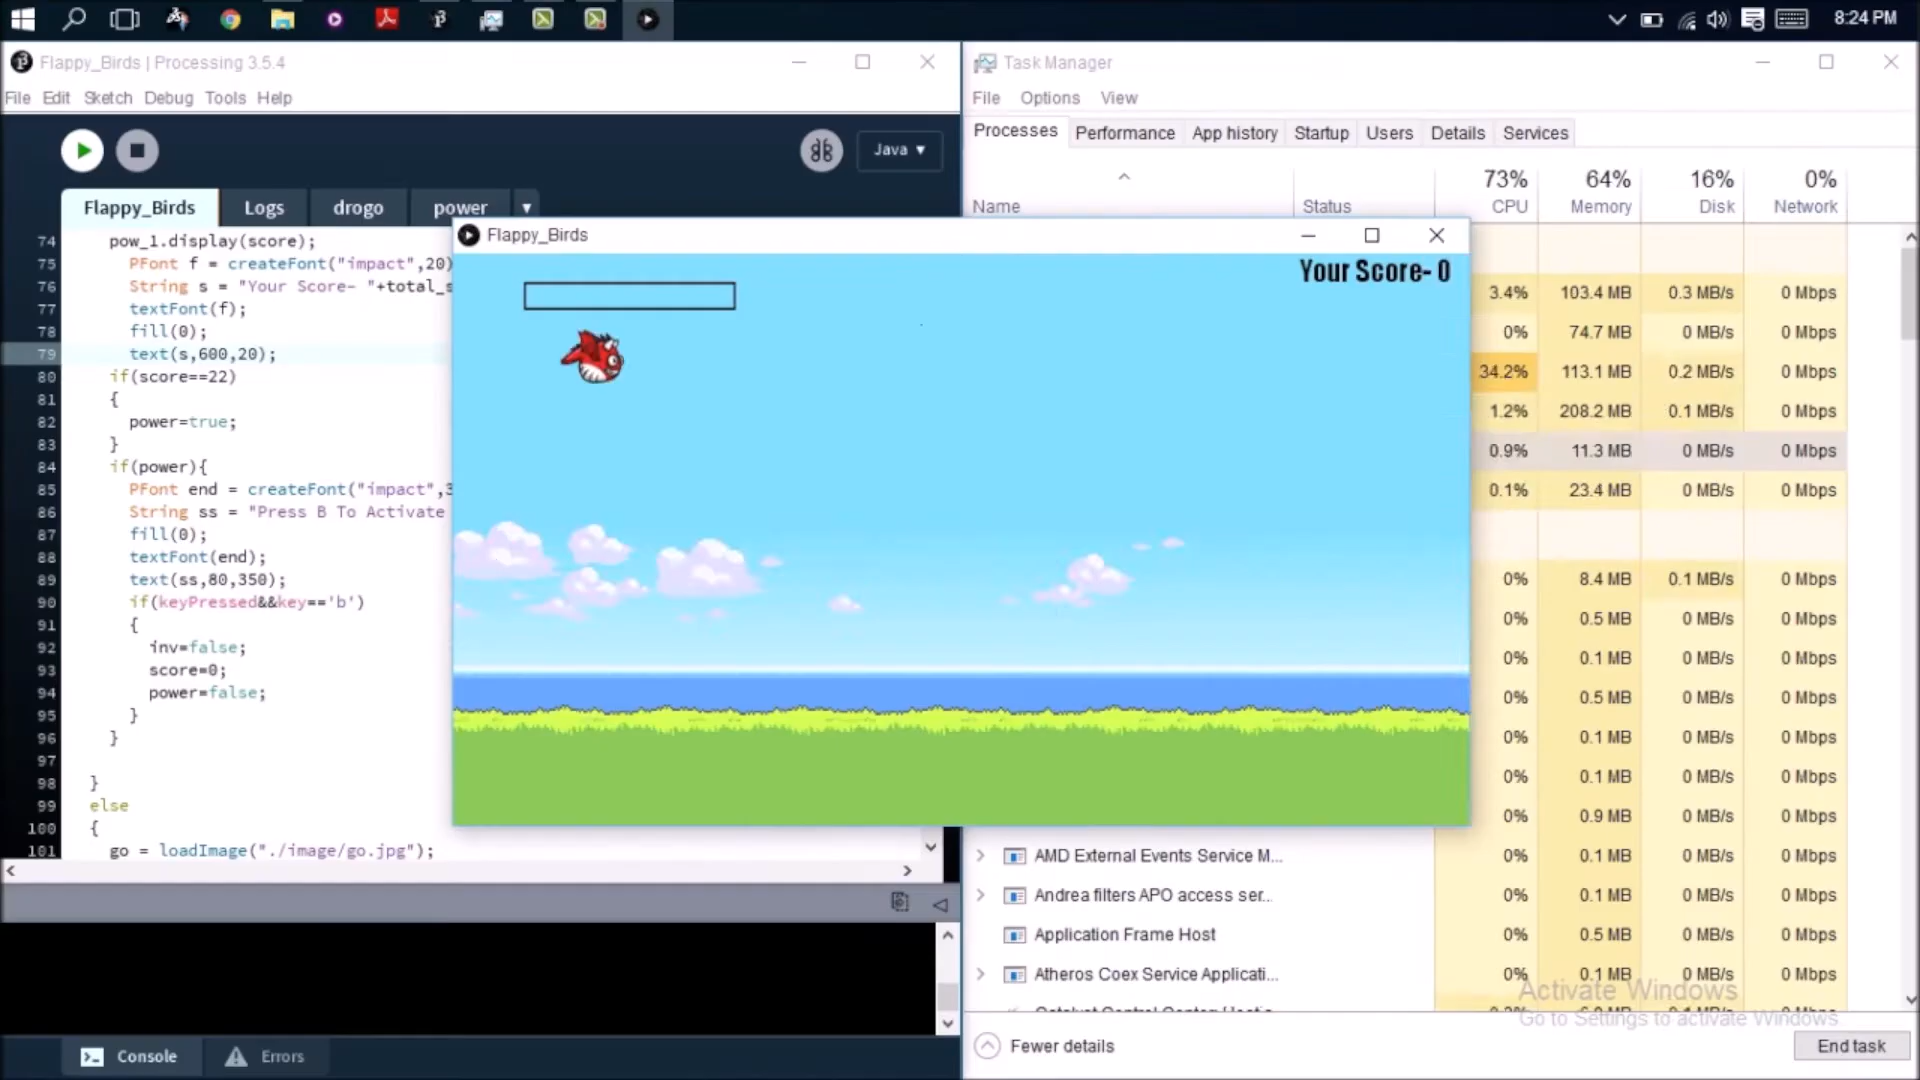 8:24 PM
Flappy_Birds | Processing 3.5.4
File Edit Sketch Debug Tools Help
Java ▼
Flappy_Birds Logs drogo power ▼
74 pow_1.display(score);
75 PFont f = createFont("impact",20)
76 String s = "Your Score- "+total_s
77 textFont(f);
78 fill(0);
79 text(s,600,20);
80 if(score==22)
81 {
82 power=true;
83 }
84 if(power){
85 PFont end = createFont("impact",3
86 String ss = "Press B To Activate
87 fill(0);
88 textFont(end);
89 text(ss,80,350);
90 if(keyPressed&&key=='b')
91 {
92 inv=false;
93 score=0;
94 power=false;
95 }
96 }
97
98 }
99 else
100 {
101 go = loadImage("./image/go.jpg");
Console Errors
Flappy_Birds
Your Score- 0
Task Manager
File Options View
Processes Performance App history Startup Users Details Services
73% 64% 16% 0%
Name Status CPU Memory Disk Network
3.4% 103.4 MB 0.3 MB/s 0 Mbps
0% 74.7 MB 0 MB/s 0 Mbps
34.2% 113.1 MB 0.2 MB/s 0 Mbps
1.2% 208.2 MB 0.1 MB/s 0 Mbps
0.9% 11.3 MB 0 MB/s 0 Mbps
0.1% 23.4 MB 0 MB/s 0 Mbps
0% 8.4 MB 0.1 MB/s 0 Mbps
0% 0.5 MB 0 MB/s 0 Mbps
0% 0.1 MB 0 MB/s 0 Mbps
0% 0.5 MB 0 MB/s 0 Mbps
0% 0.1 MB 0 MB/s 0 Mbps
0% 0.1 MB 0 MB/s 0 Mbps
0% 0.9 MB 0 MB/s 0 Mbps
AMD External Events Service M... 0% 0.1 MB 0 MB/s 0 Mbps
Andrea filters APO access ser... 0% 0.1 MB 0 MB/s 0 Mbps
Application Frame Host 0% 0.5 MB 0 MB/s 0 Mbps
Atheros Coex Service Applicati... 0% 0.1 MB 0 MB/s 0 Mbps
Activate Windows
Go to Settings to activate Windows
Fewer details
End task